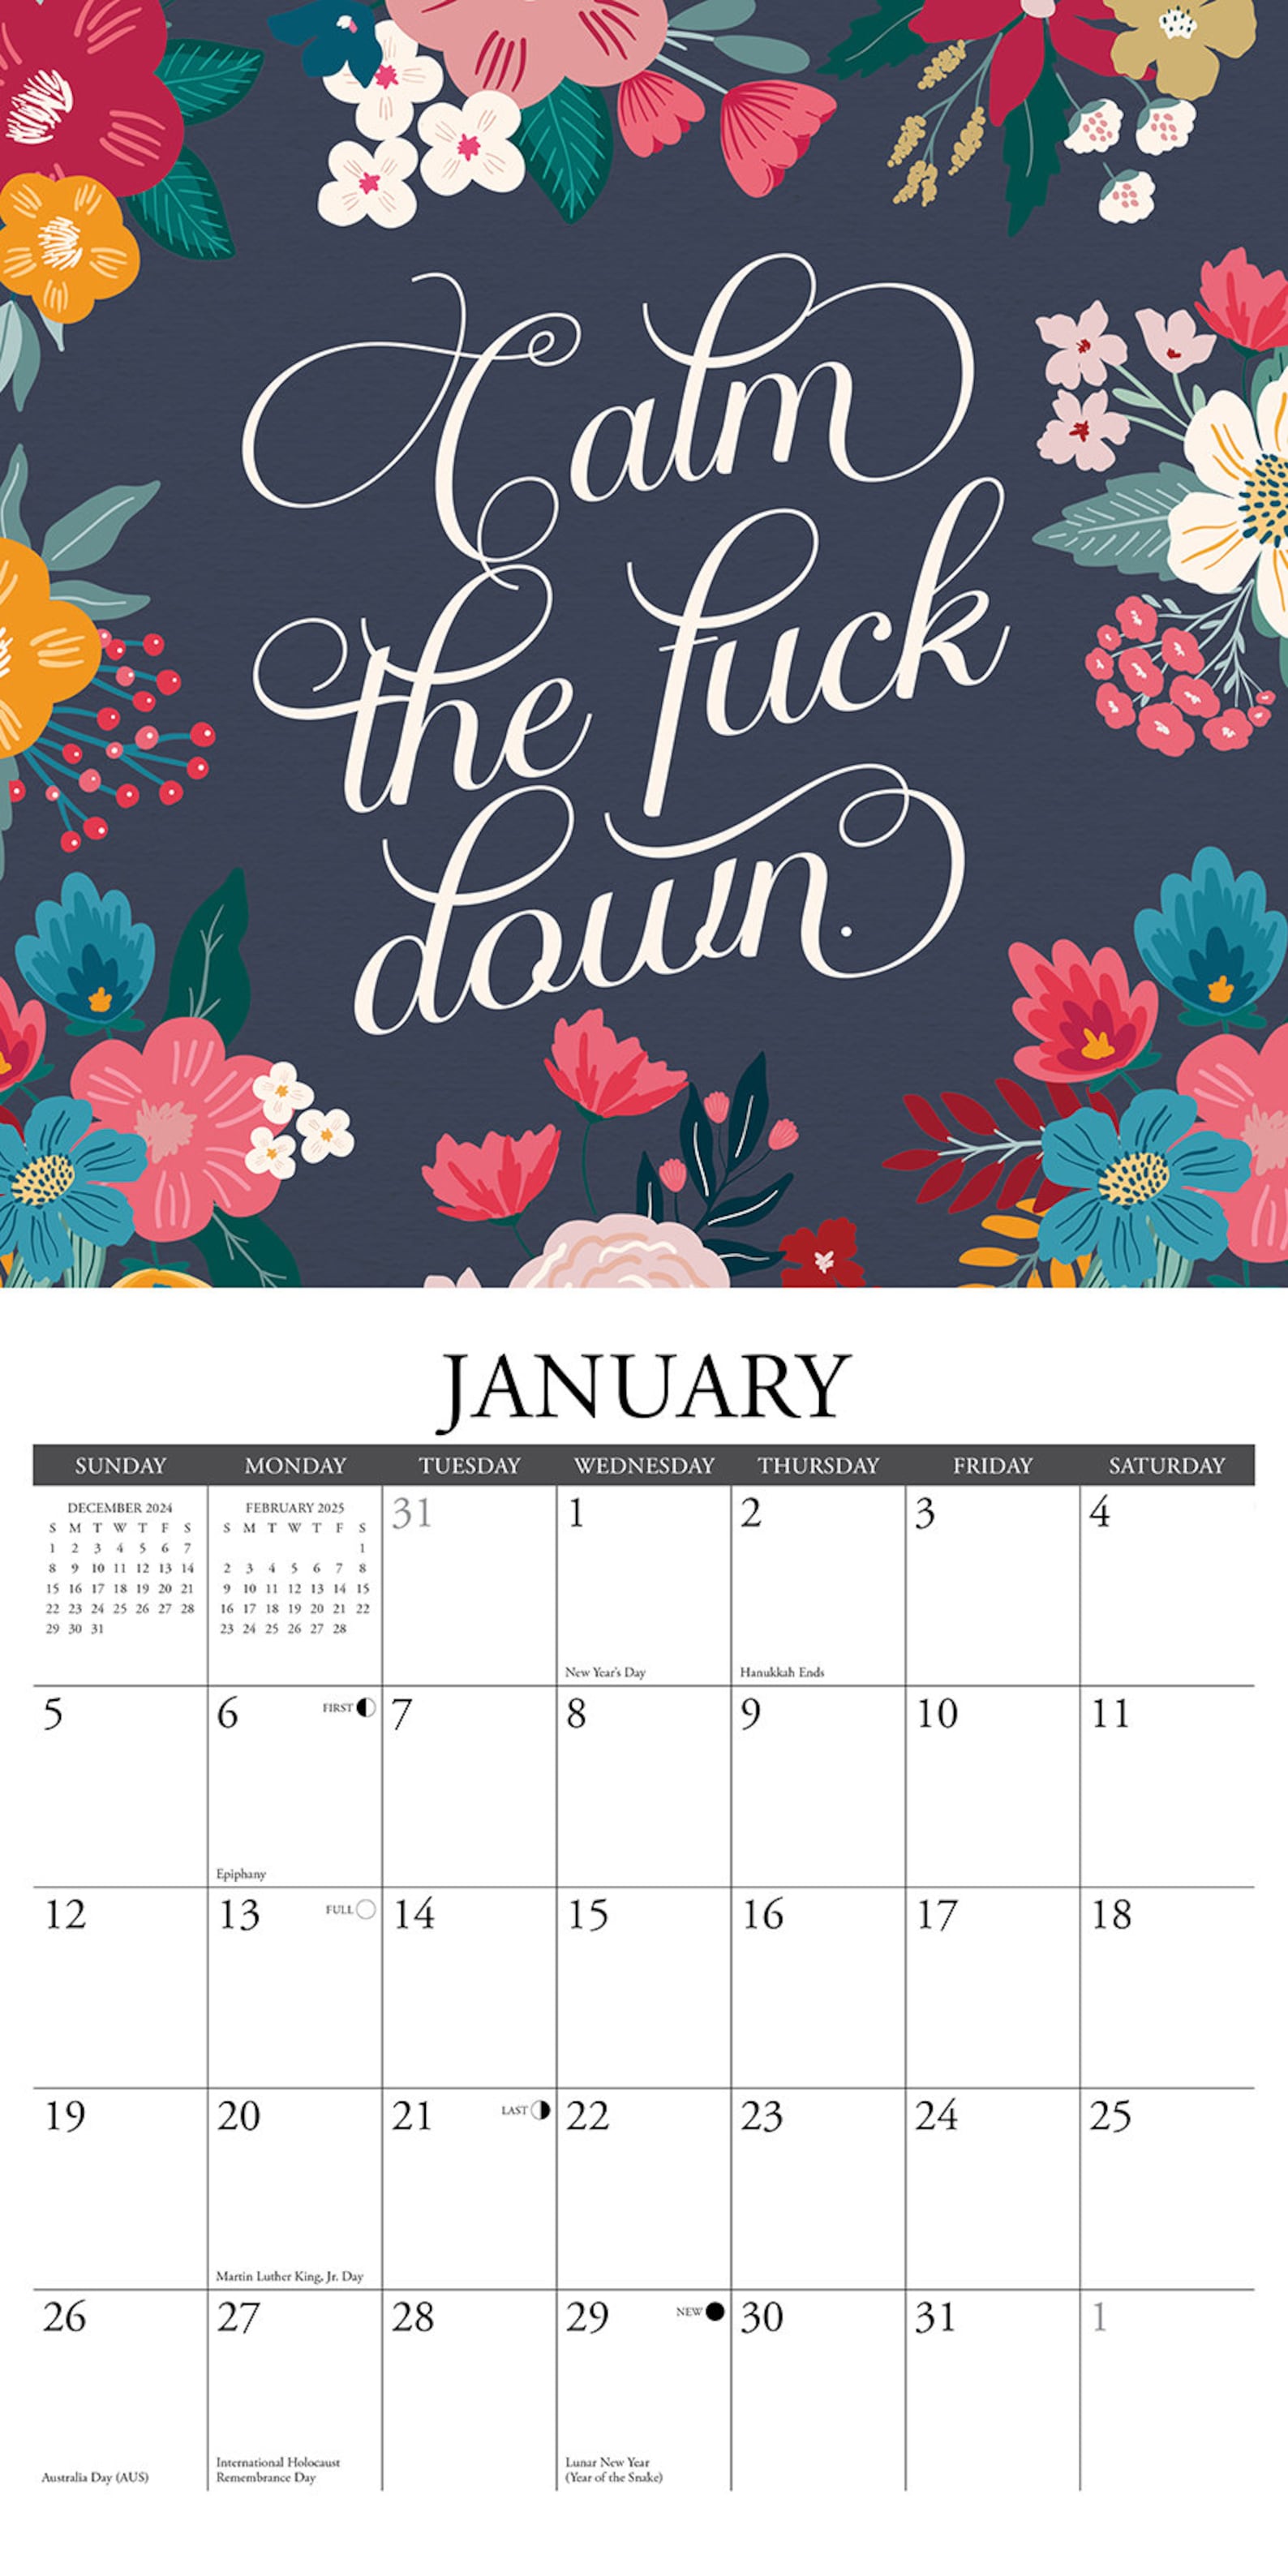 Calm
the fuck
down.
JANUARY
SUNDAY MONDAY TUESDAY WEDNESDAY THURSDAY FRIDAY SATURDAY
DECEMBER 2024
S M T W T F S
1 2 3 4 5 6 7
8 9 10 11 12 13 14
15 16 17 18 19 20 21
22 23 24 25 26 27 28
29 30 31
FEBRUARY 2025
S M T W T F S
1
2 3 4 5 6 7 8
9 10 11 12 13 14 15
16 17 18 19 20 21 22
23 24 25 26 27 28
31 1 2 3 4
New Year's Day Hanukkah Ends
5 6 FIRST 7 8 9 10 11
Epiphany
12 13 FULL 14 15 16 17 18
19 20 21 LAST 22 23 24 25
Martin Luther King, Jr. Day
26 27 28 29 NEW 30 31 1
Australia Day (AUS)
International Holocaust
Remembrance Day
Lunar New Year
(Year of the Snake)